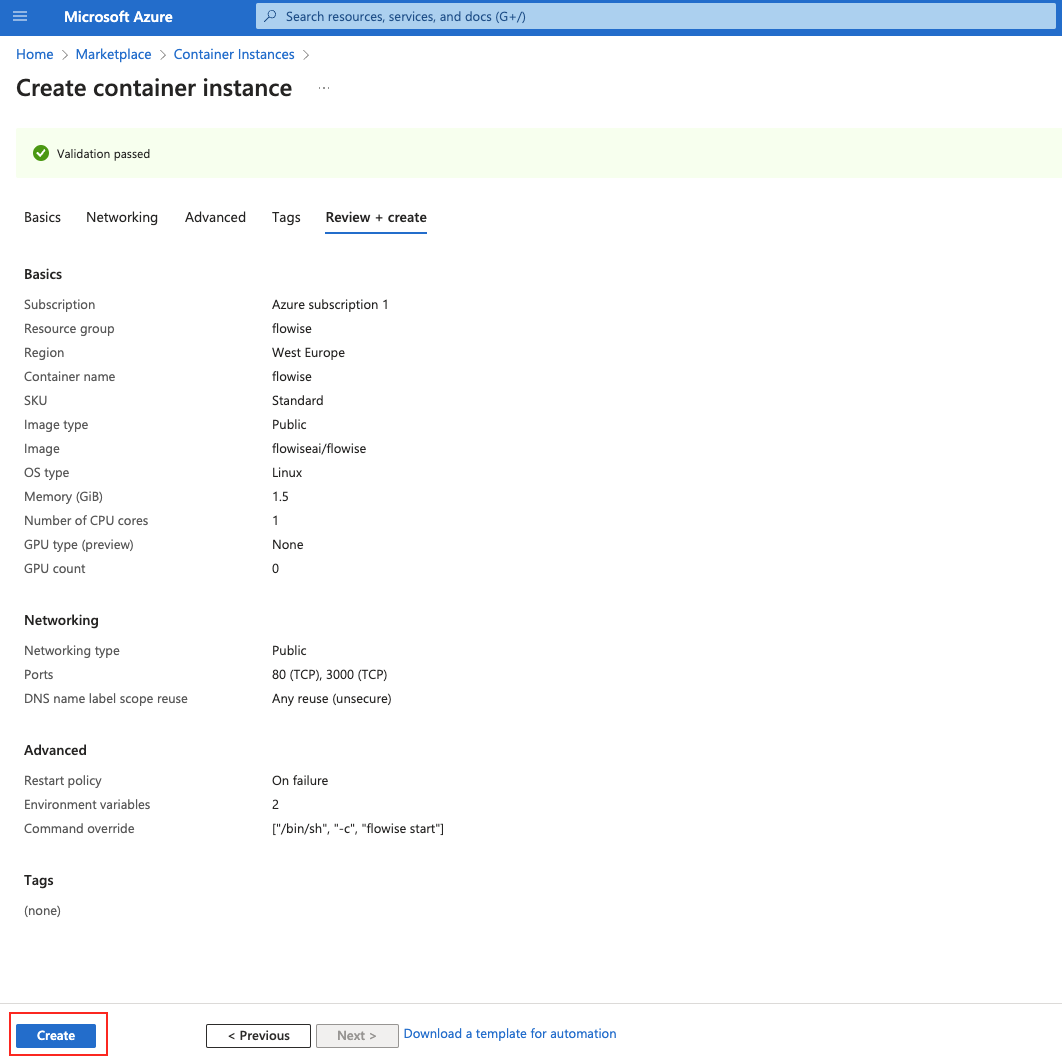 Microsoft Azure
Search resources, services, and docs (G+/)
Home > Marketplace > Container Instances >
Create container instance ...
Validation passed
Basics Networking Advanced Tags Review + create
Basics
Subscription Azure subscription 1
Resource group flowise
Region West Europe
Container name flowise
SKU Standard
Image type Public
Image flowiseai/flowise
OS type Linux
Memory (GiB) 1.5
Number of CPU cores 1
GPU type (preview) None
GPU count 0
Networking
Networking type Public
Ports 80 (TCP), 3000 (TCP)
DNS name label scope reuse Any reuse (unsecure)
Advanced
Restart policy On failure
Environment variables 2
Command override ["/bin/sh", "-c", "flowise start"]
Tags
(none)
Create < Previous Next > Download a template for automation